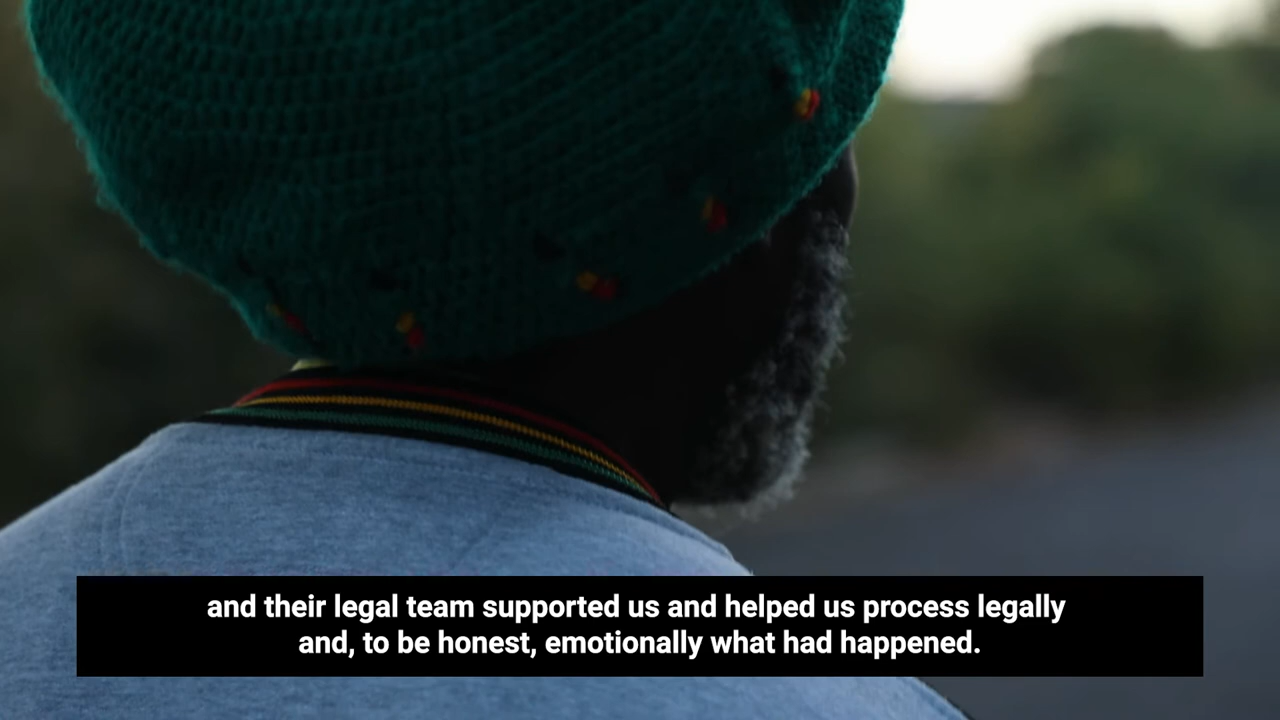 and their legal team supported us and helped us process legally
and, to be honest, emotionally what had happened.